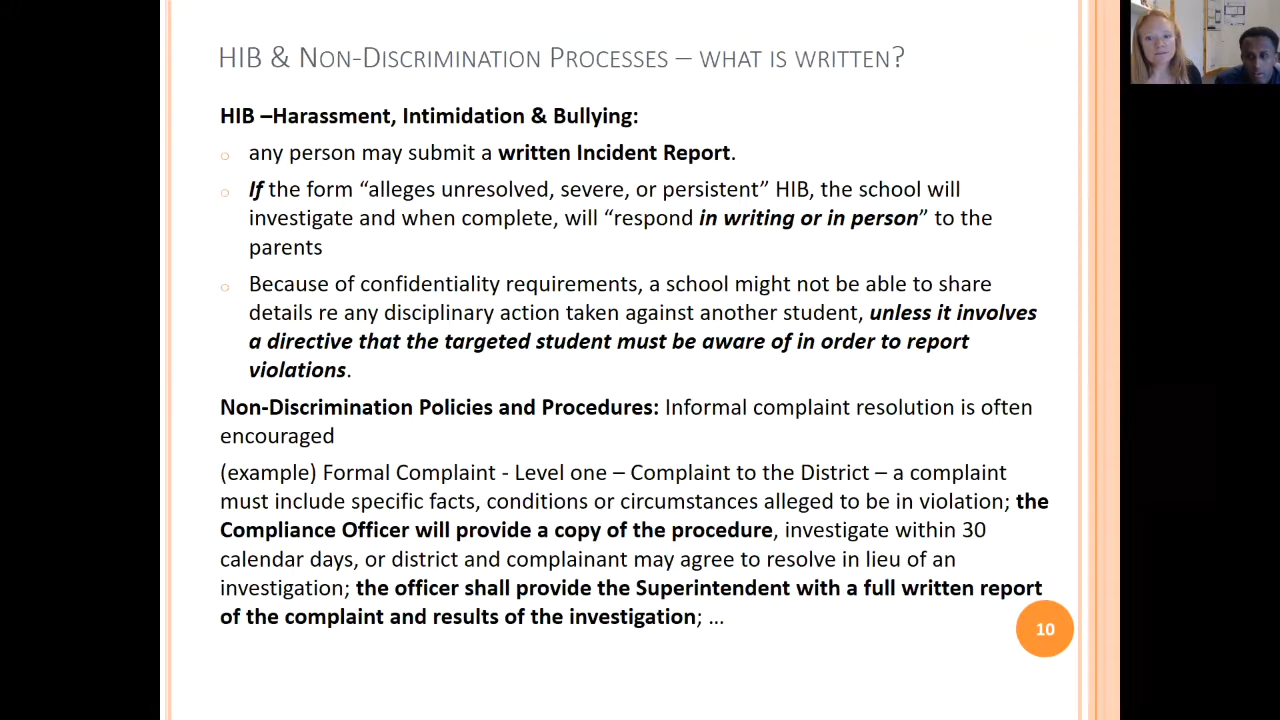 HIB & NON-DISCRIMINATION PROCESSES – WHAT IS WRITTEN?
HIB –Harassment, Intimidation & Bullying:
any person may submit a written Incident Report.
If the form “alleges unresolved, severe, or persistent” HIB, the school will
investigate and when complete, will “respond in writing or in person” to the
parents
Because of confidentiality requirements, a school might not be able to share
details re any disciplinary action taken against another student, unless it involves
a directive that the targeted student must be aware of in order to report
violations.
Non-Discrimination Policies and Procedures: Informal complaint resolution is often
encouraged
(example) Formal Complaint - Level one – Complaint to the District – a complaint
must include specific facts, conditions or circumstances alleged to be in violation; the
Compliance Officer will provide a copy of the procedure, investigate within 30
calendar days, or district and complainant may agree to resolve in lieu of an
investigation; the officer shall provide the Superintendent with a full written report
of the complaint and results of the investigation; ...
10